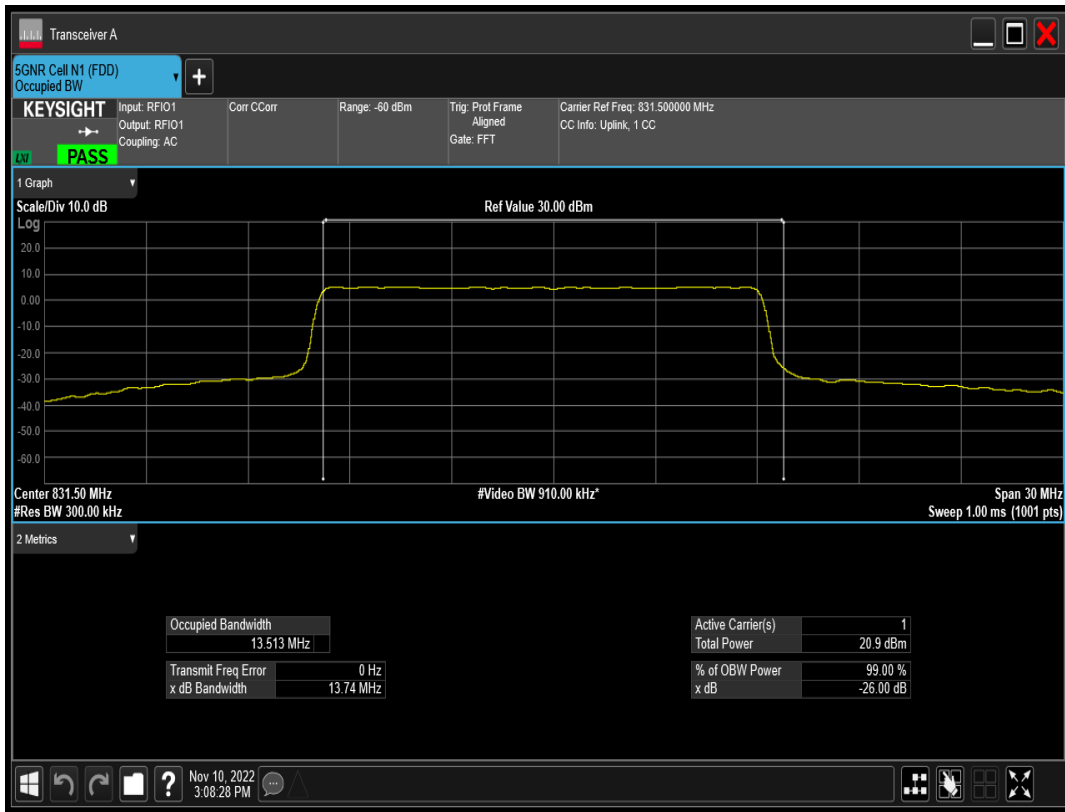 Transceiver A
5GNR Cell N1 (FDD)
Occupied BW
KEYSIGHT
LXI
PASS
Input: RFIO1
Output: RFIO1
Coupling: AC
Corr CCorr
Range: -60 dBm
Trig: Prot Frame
Aligned
Gate: FFT
Carrier Ref Freq: 831.500000 MHz
CC Info: Uplink, 1 CC
1 Graph
Scale/Div 10.0 dB
Ref Value 30.00 dBm
Log
20.0
10.0
0.00
-10.0
-20.0
-30.0
-40.0
-50.0
-60.0
Center 831.50 MHz
#Video BW 910.00 kHz*
Span 30 MHz
#Res BW 300.00 kHz
Sweep 1.00 ms (1001 pts)
2 Metrics
Occupied Bandwidth
13.513 MHz
Transmit Freq Error 0 Hz
x dB Bandwidth 13.74 MHz
Active Carrier(s) 1
Total Power 20.9 dBm
% of OBW Power 99.00 %
x dB -26.00 dB
?
Nov 10, 2022
3:08:28 PM